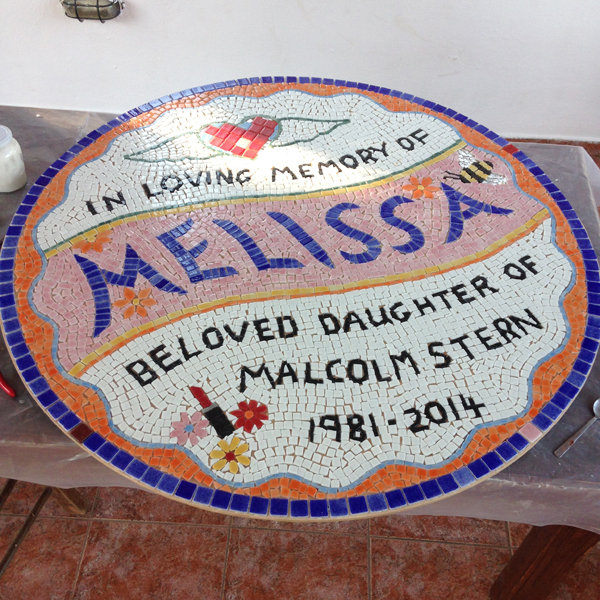 IN LOVING MEMORY OF
MELISSA
BELOVED DAUGHTER OF
MALCOLM STERN
1981-2014